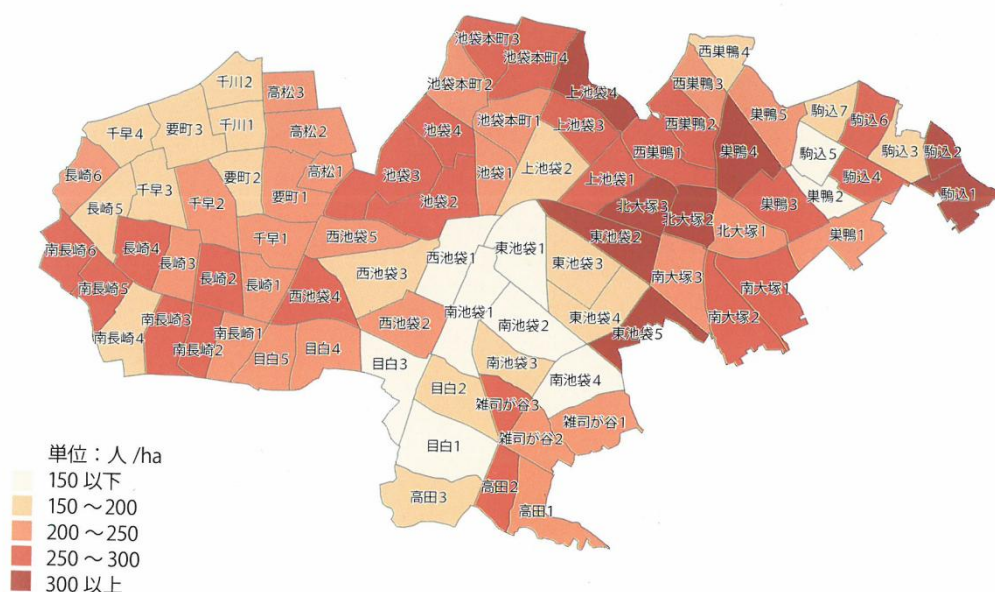 池袋本町3
池袋本町4
西巣鴨4
千川2
高松3
池袋本町2
上池袋4
西巣鴨3
巣鴨5
駒込7
駒込6
千早4
要町3
千川1
高松2
池袋4
池袋本町1
上池袋3
西巣鴨2
巣鴨4
駒込5
駒込3
駒込2
長崎6
千早3
要町2
高松1
池袋3
池袋1
上池袋2
西巣鴨1
上池袋1
駒込4
駒込1
長崎5
千早2
要町1
池袋2
北大塚3
北大塚2
巣鴨3
巣鴨2
南長崎6
長崎4
長崎3
千早1
西池袋5
西池袋1
東池袋1
東池袋2
北大塚1
巣鴨1
南長崎5
長崎2
長崎1
西池袋4
西池袋3
東池袋3
南大塚3
南大塚1
南長崎4
南長崎3
南長崎2
南長崎1
西池袋2
南池袋1
南池袋2
東池袋4
東池袋5
南大塚2
目白5
目白4
目白3
南池袋3
南池袋4
目白2
雑司が谷3
雑司が谷1
目白1
雑司が谷2
高田3
高田2
高田1
単位：人 /ha
150 以下
150 ～200
200 ～250
250 ～300
300 以上